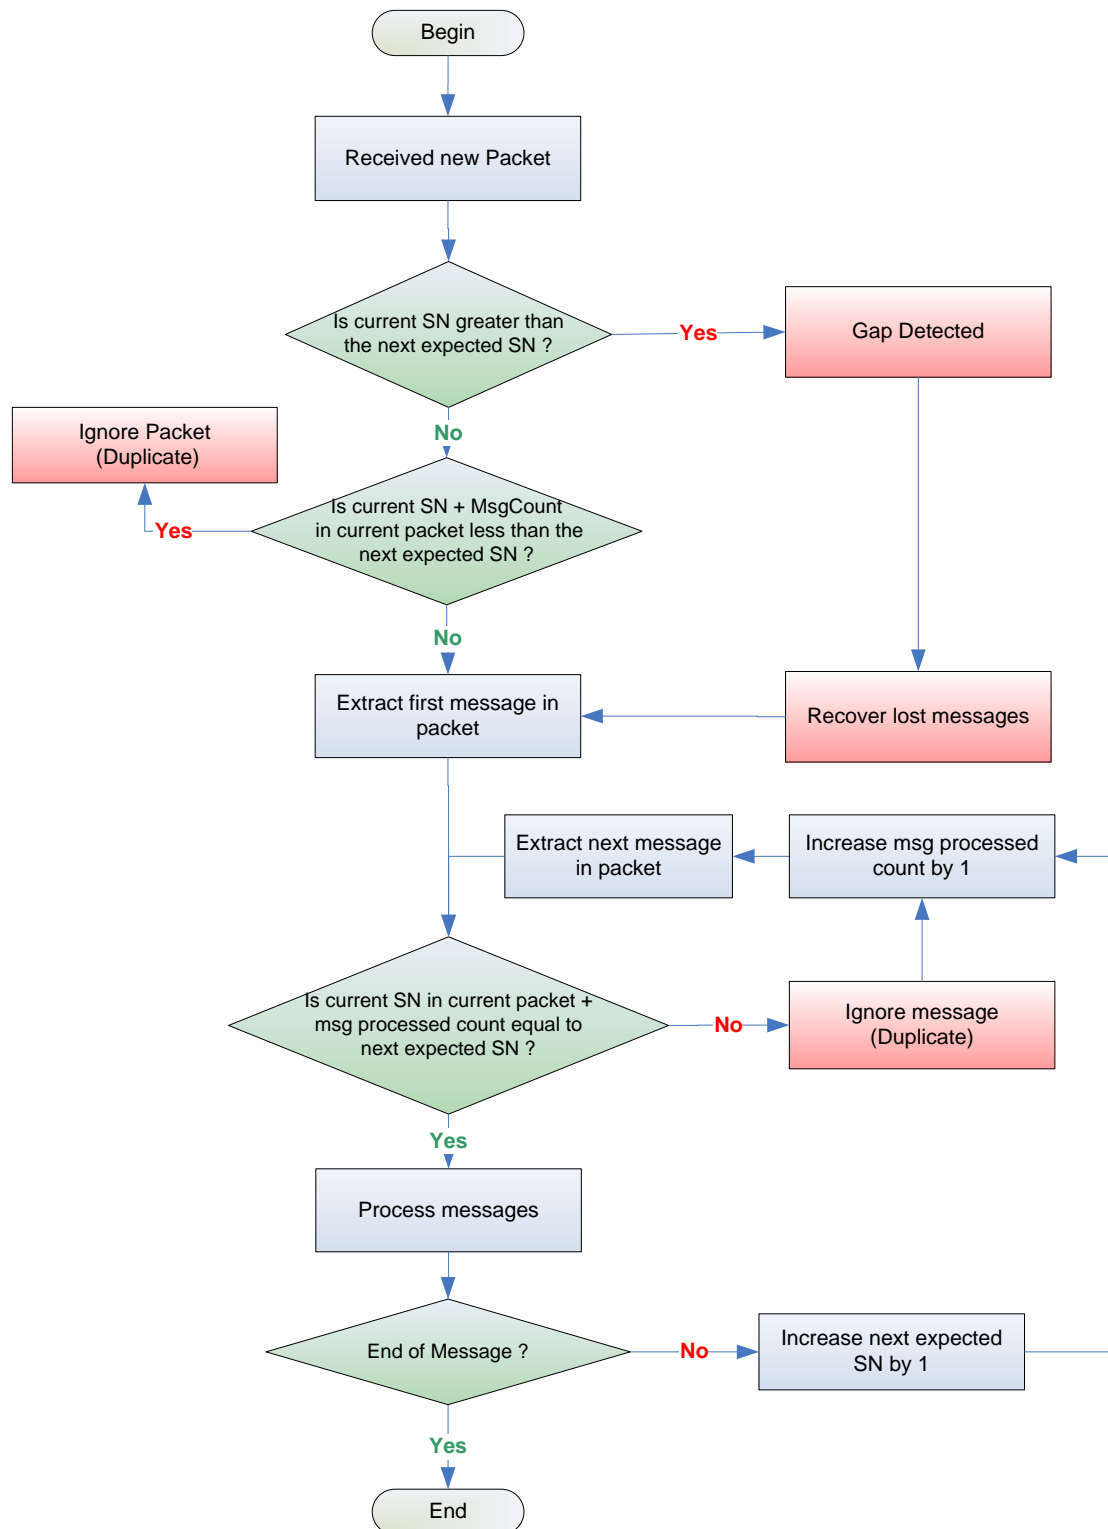 Begin
Received new Packet
Is current SN greater than
the next expected SN ?
Yes
Gap Detected
No
Ignore Packet
(Duplicate)
Yes
Is current SN + MsgCount
in current packet less than the
next expected SN ?
No
Extract first message in
packet
Recover lost messages
Extract next message
in packet
Increase msg processed
count by 1
Is current SN in current packet +
msg processed count equal to
next expected SN ?
No
Ignore message
(Duplicate)
Yes
Process messages
End of Message ?
No
Increase next expected
SN by 1
Yes
End